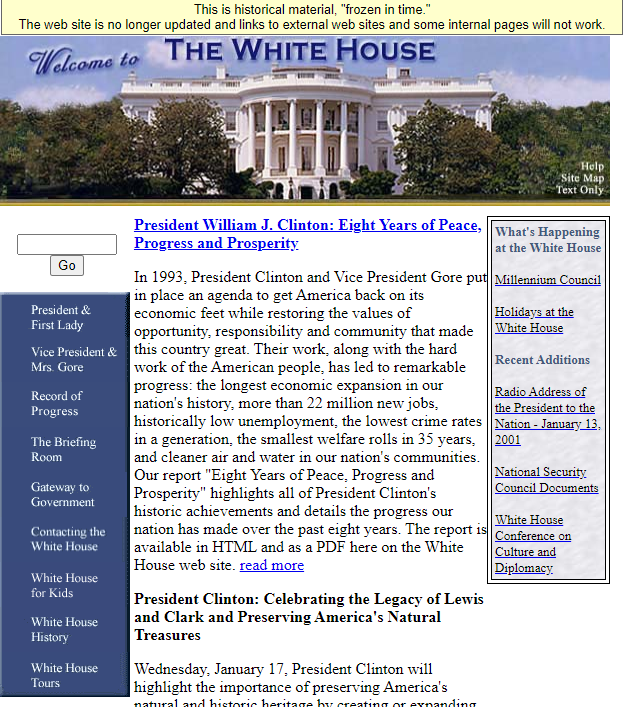 This is historical material, "frozen in time."
The web site is no longer updated and links to external web sites and some internal pages will not work.
Welcome to THE WHITE HOUSE
Help
Site Map
Text Only
Go
President &
First Lady
Vice President &
Mrs. Gore
Record of
Progress
The Briefing
Room
Gateway to
Government
Contacting the
White House
White House
for Kids
White House
History
White House
Tours
President William J. Clinton: Eight Years of Peace,
Progress and Prosperity
In 1993, President Clinton and Vice President Gore put
in place an agenda to get America back on its
economic feet while restoring the values of
opportunity, responsibility and community that made
this country great. Their work, along with the hard
work of the American people, has led to remarkable
progress: the longest economic expansion in our
nation's history, more than 22 million new jobs,
historically low unemployment, the lowest crime rates
in a generation, the smallest welfare rolls in 35 years,
and cleaner air and water in our nation's communities.
Our report "Eight Years of Peace, Progress and
Prosperity" highlights all of President Clinton's
historic achievements and details the progress our
nation has made over the past eight years. The report is
available in HTML and as a PDF here on the White
House web site. read more
President Clinton: Celebrating the Legacy of Lewis
and Clark and Preserving America's Natural
Treasures
Wednesday, January 17, President Clinton will
highlight the importance of preserving America's
natural and historic heritage by creating or expanding
What's Happening
at the White House
Millennium Council
Holidays at the
White House
Recent Additions
Radio Address of
the President to the
Nation - January 13,
2001
National Security
Council Documents
White House
Conference on
Culture and
Diplomacy